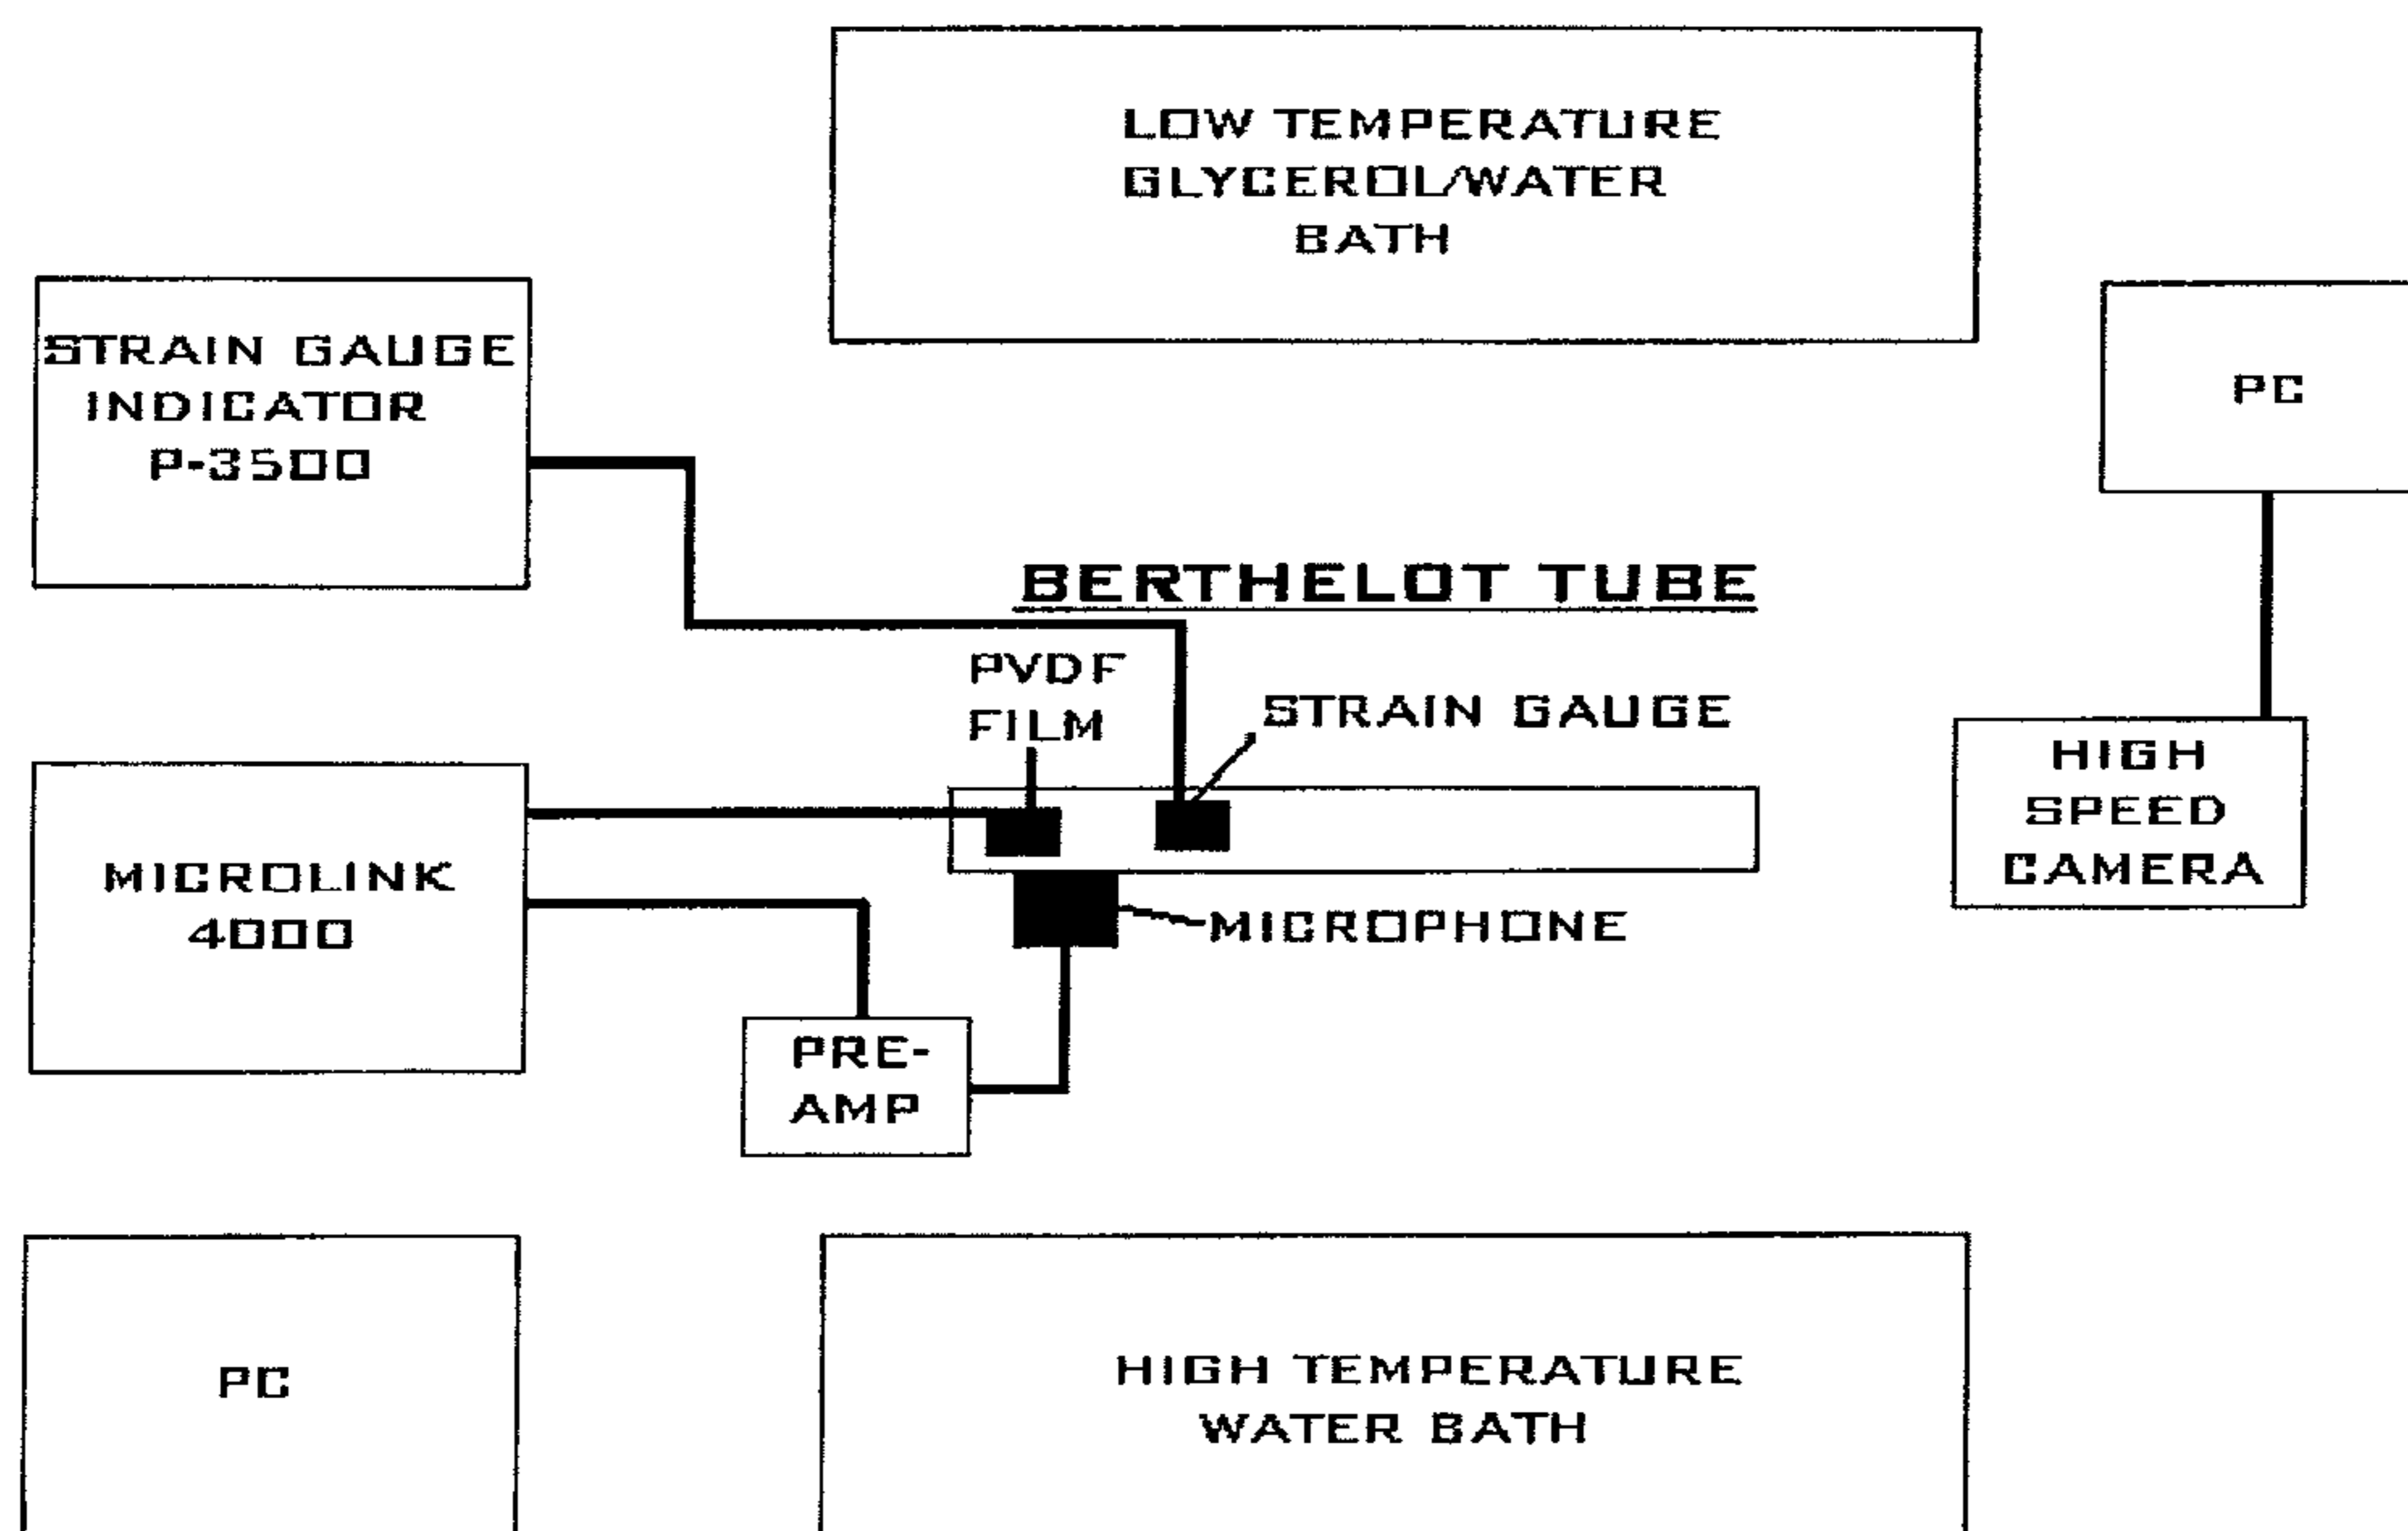 LOW TEMPERATURE
GLYCEROL/WATER
BATH
STRAIN GAUGE
INDICATOR
P-3500
PC
BERTHELOT TUBE
PVDF
FILM
STRAIN GAUGE
HIGH
SPEED
CAMERA
MICROLINK
4000
MICROPHONE
PRE-
AMP
PC
HIGH TEMPERATURE
WATER BATH